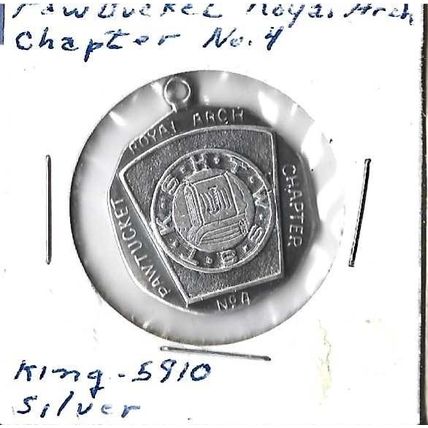 Pawtucket Royal Arch
Chapter No. 4
ROYAL ARCH
PAWTUCKET
CHAPTER
No 4
H·T·W·S·S·T·K·S
King - 5910
Silver